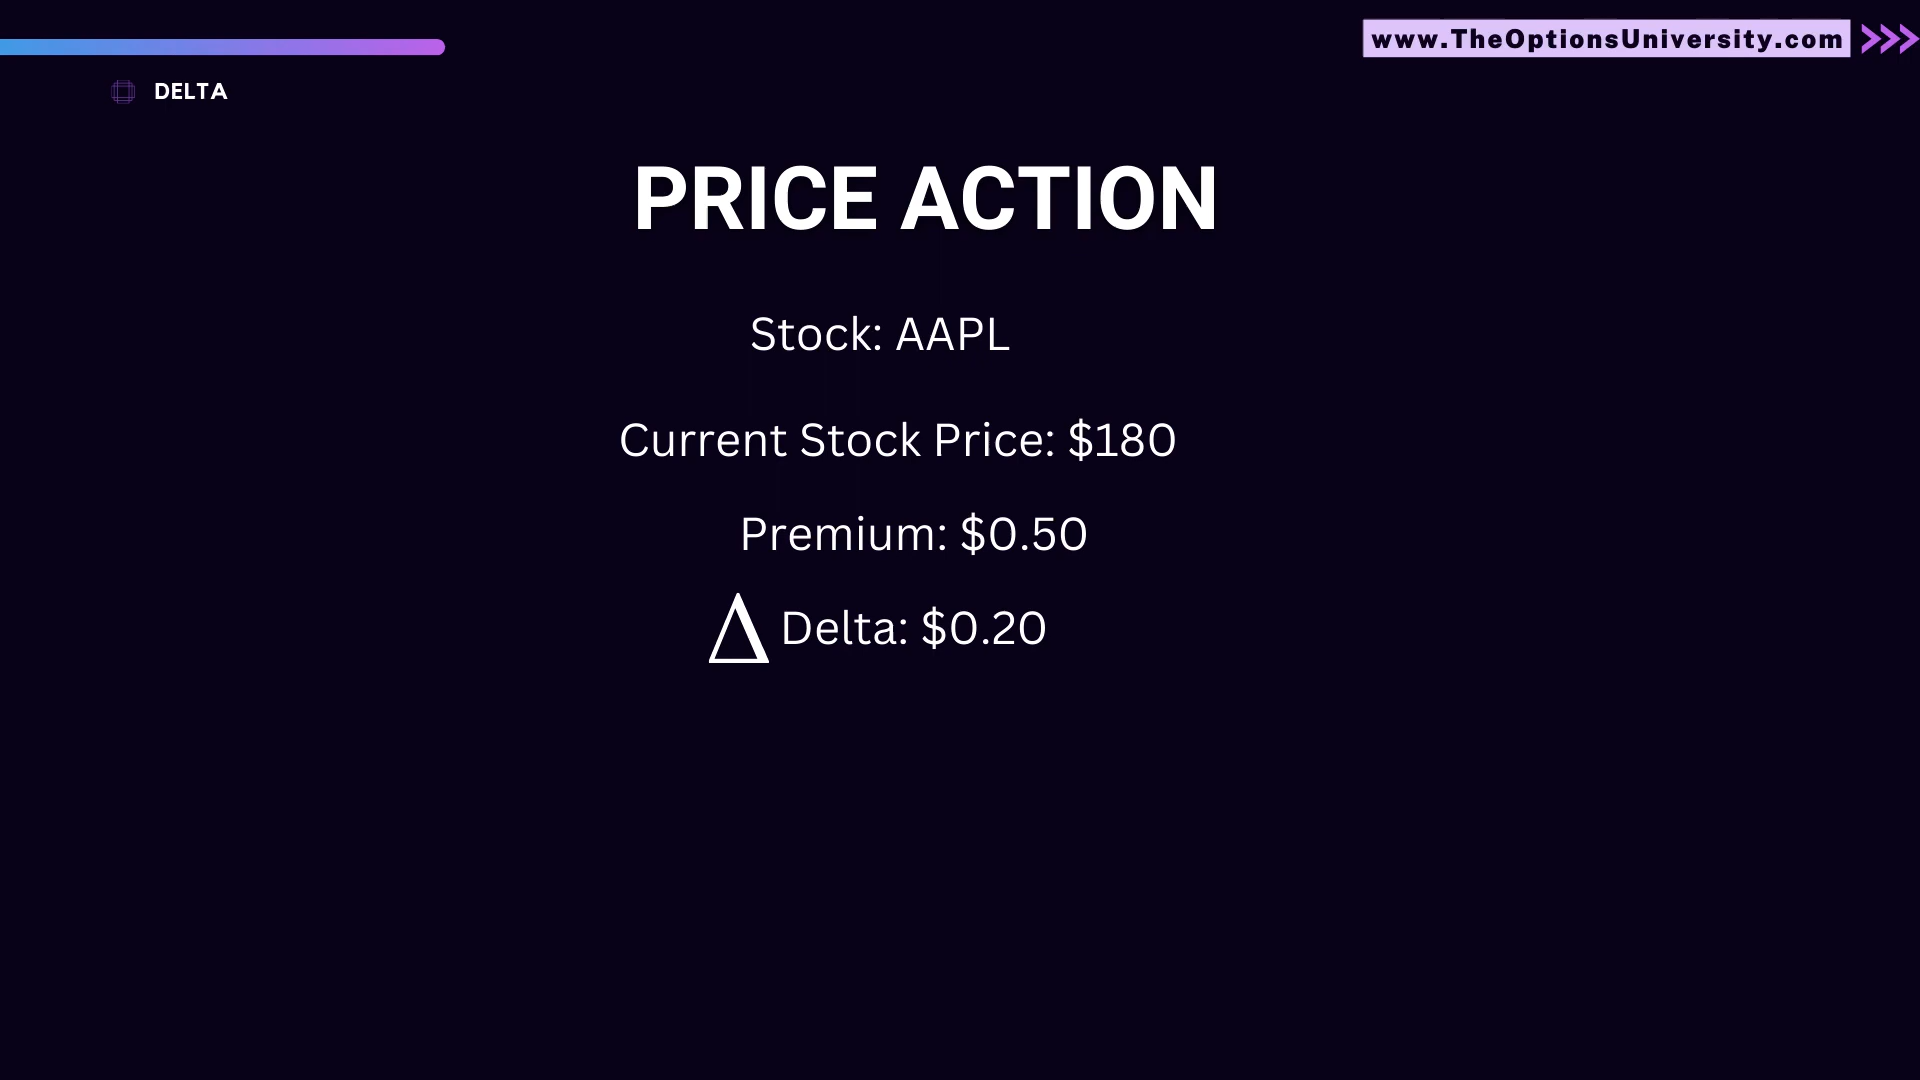 www.TheOptionsUniversity.com
DELTA
PRICE ACTION
Stock: AAPL
Current Stock Price: $180
Premium: $0.50
Δ Delta: $0.20